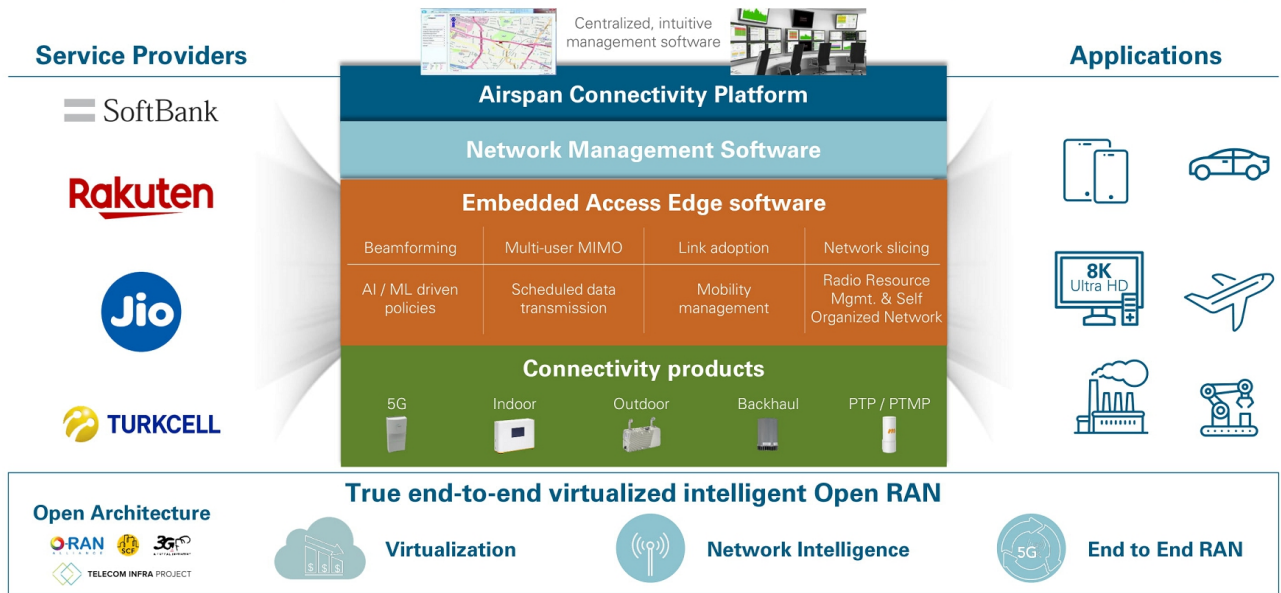 Centralized, intuitive
management software
Service Providers
Applications
SoftBank
Rakuten
Jio
TURKCELL
Airspan Connectivity Platform
Network Management Software
Embedded Access Edge software
Beamforming
Multi-user MIMO
Link adoption
Network slicing
AI / ML driven
policies
Scheduled data
transmission
Mobility
management
Radio Resource
Mgmt. & Self
Organized Network
Connectivity products
5G
Indoor
Outdoor
Backhaul
PTP / PTMP
8K
Ultra HD
True end-to-end virtualized intelligent Open RAN
Open Architecture
O-RAN
ALLIANCE
SCF
3GPP
TELECOM INFRA PROJECT
$ $ $
Virtualization
Network Intelligence
5G
End to End RAN